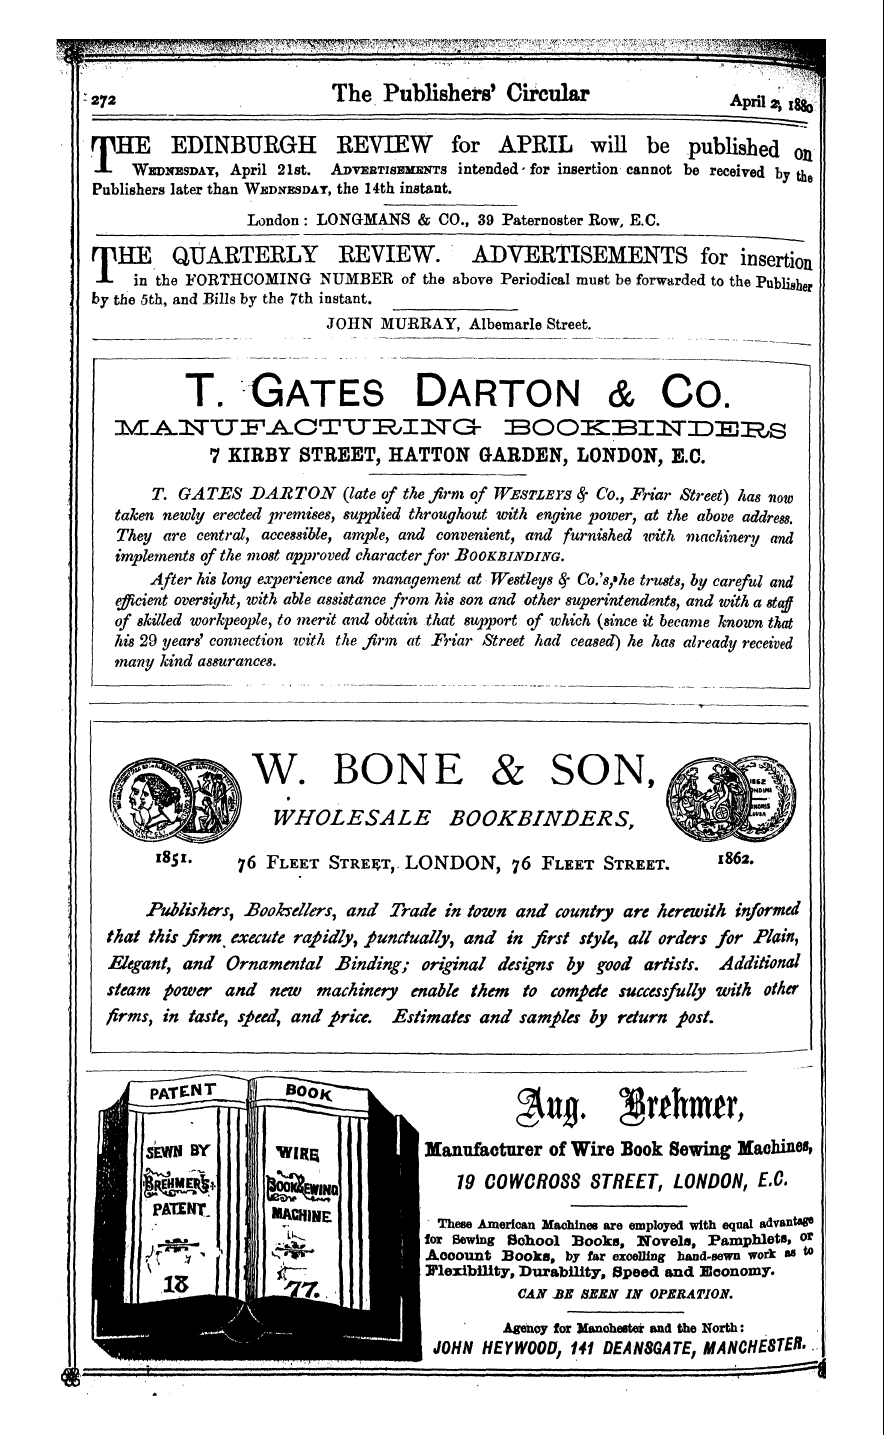 272
The Publishers' Circular
April 2, 1880
THE EDINBURGH REVIEW for APRIL will be published on
WEDNESDAY, April 21st. ADVERTISEMENTS intended for insertion cannot be received by the
Publishers later than WEDNESDAY, the 14th instant.
London: LONGMANS & CO., 39 Paternoster Row, E.C.
THE QUARTERLY REVIEW. ADVERTISEMENTS for insertion
in the FORTHCOMING NUMBER of the above Periodical must be forwarded to the Publisher
by the 5th, and Bills by the 7th instant.
JOHN MURRAY, Albemarle Street.
T. GATES DARTON & CO.
MANUFACTURING BOOKBINDERS
7 KIRBY STREET, HATTON GARDEN, LONDON, E.C.
T. GATES DARTON (late of the firm of WESTLEYS & Co., Friar Street) has now
taken newly erected premises, supplied throughout with engine power, at the above address.
They are central, accessible, ample, and convenient, and furnished with machinery and
implements of the most approved character for BOOKBINDING.
After his long experience and management at Westleys & Co.'s, he trusts, by careful and
efficient oversight, with able assistance from his son and other superintendents, and with a staff
of skilled workpeople, to merit and obtain that support of which (since it became known that
his 29 years' connection with the firm at Friar Street had ceased) he has already received
many kind assurances.
W. BONE & SON,
WHOLESALE BOOKBINDERS,
1851.
76 FLEET STREET, LONDON, 76 FLEET STREET.
1862.
Publishers, Booksellers, and Trade in town and country are herewith informed
that this firm execute rapidly, punctually, and in first style, all orders for Plain,
Elegant, and Ornamental Binding; original designs by good artists. Additional
steam power and new machinery enable them to compete successfully with other
firms, in taste, speed, and price. Estimates and samples by return post.
PATENT BOOK
SEWN BY
BREHMER'S
PATENT
18
WIRE
BOOK SEWING
MACHINE
77.
Aug. Brehmer,
Manufacturer of Wire Book Sewing Machines,
19 COWCROSS STREET, LONDON, E.C.
These American Machines are employed with equal advantage
for Sewing School Books, Novels, Pamphlets, or
Account Books, by far excelling hand-sewn work as to
Flexibility, Durability, Speed and Economy.
CAN BE SEEN IN OPERATION.
Agency for Manchester and the North:
JOHN HEYWOOD, 141 DEANSGATE, MANCHESTER.